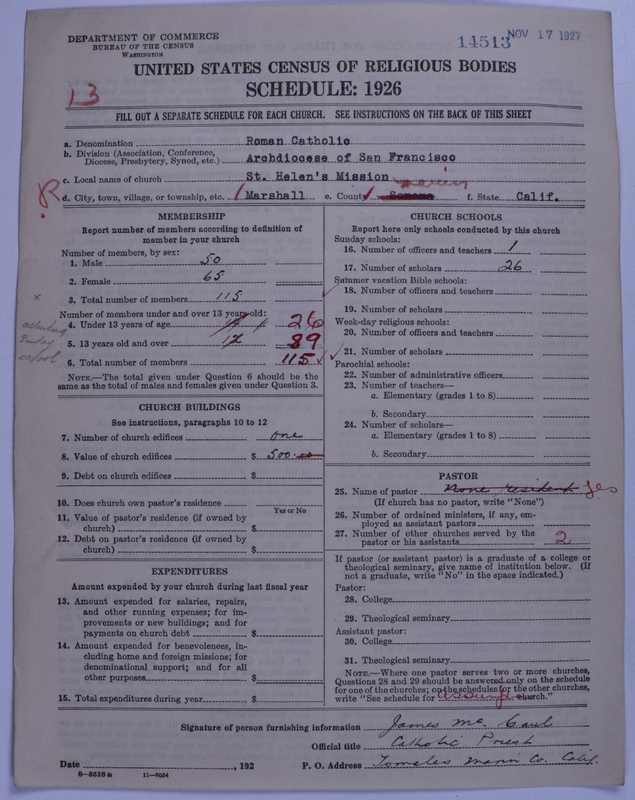 DEPARTMENT OF COMMERCE
BUREAU OF THE CENSUS
WASHINGTON
14513 NOV 17 1927
UNITED STATES CENSUS OF RELIGIOUS BODIES
SCHEDULE: 1926
13
FILL OUT A SEPARATE SCHEDULE FOR EACH CHURCH. SEE INSTRUCTIONS ON THE BACK OF THIS SHEET
a. Denomination Roman Catholic
b. Division (Association, Conference, Diocese, Presbytery, Synod, etc.) Archdiocese of San Francisco
c. Local name of church St. Helen's Mission
Marin
R
d. City, town, village, or township, etc. Marshall e. County Sonoma f. State Calif.
MEMBERSHIP
Report number of members according to definition of
member in your church
Number of members, by sex:
1. Male 50
2. Female 65
3. Total number of members 115
x
Number of members under and over 13 years old:
4. Under 13 years of age 26
5. 13 years old and over 89
6. Total number of members 115
attending
Sunday
school
NOTE.—The total given under Question 6 should be the
same as the total of males and females given under Question 3.
CHURCH BUILDINGS
See instructions, paragraphs 10 to 12
7. Number of church edifices one
8. Value of church edifices $ 500.00
9. Debt on church edifices $
10. Does church own pastor's residence
Yes or No
11. Value of pastor's residence (if owned by
church) $
12. Debt on pastor's residence (if owned by
church) $
EXPENDITURES
Amount expended by your church during last fiscal year
13. Amount expended for salaries, repairs,
and other running expenses; for im-
provements or new buildings; and for
payments on church debt $
14. Amount expended for benevolences, in-
cluding home and foreign missions; for
denominational support; and for all
other purposes $
15. Total expenditures during year $
CHURCH SCHOOLS
Report here only schools conducted by this church
Sunday schools:
16. Number of officers and teachers 1
17. Number of scholars 26
Summer vacation Bible schools:
18. Number of officers and teachers
19. Number of scholars
Week-day religious schools:
20. Number of officers and teachers
21. Number of scholars
Parochial schools:
22. Number of administrative officers
23. Number of teachers—
a. Elementary (grades 1 to 8)
b. Secondary
24. Number of scholars—
a. Elementary (grades 1 to 8)
b. Secondary
PASTOR
25. Name of pastor None resident yes
(If church has no pastor, write "None")
26. Number of ordained ministers, if any, em-
ployed as assistant pastors
27. Number of other churches served by the
pastor or his assistants 2
If pastor (or assistant pastor) is a graduate of a college or
theological seminary, give name of institution below. (If
not a graduate, write "No" in the space indicated.)
Pastor:
28. College
29. Theological seminary
Assistant pastor:
30. College
31. Theological seminary
NOTE.—Where one pastor serves two or more churches,
Questions 28 and 29 should be answered only on the schedule
for one of the churches; on the schedules for the other churches,
write "See schedule for Assump. church."
Signature of person furnishing information James Mc Caul
Official title Catholic Priest
Date , 192 P. O. Address Tomales Marin Co. Calif.
8-5518a 11-9034